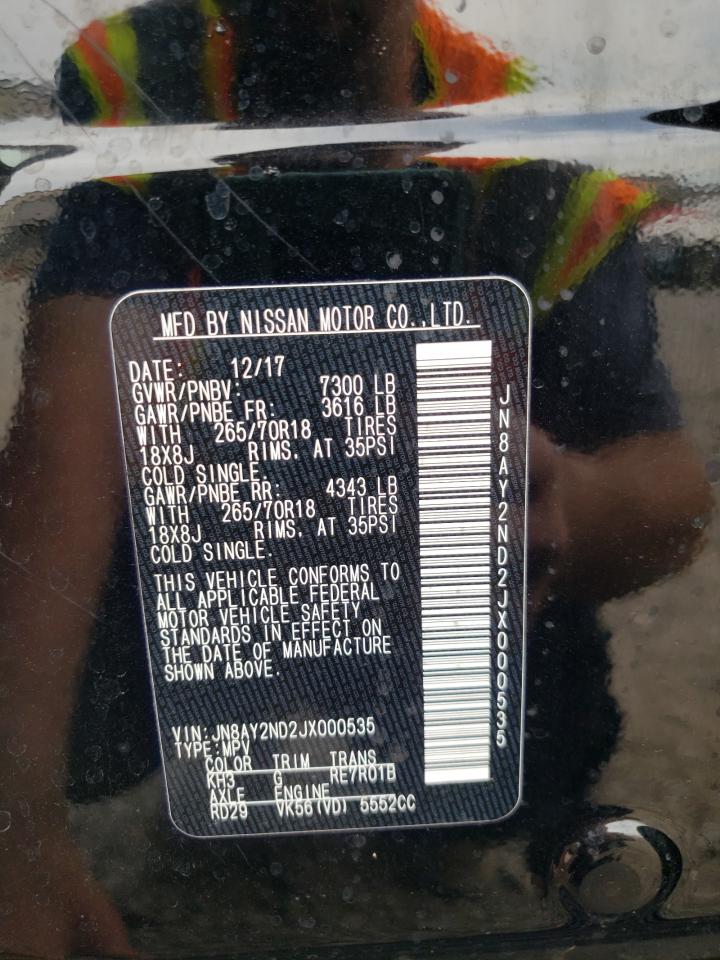 MFD BY NISSAN MOTOR CO.,LTD.
DATE: 12/17
GVWR/PNBV: 7300 LB
GAWR/PNBE FR: 3616 LB
WITH 265/70R18 TIRES
18X8J RIMS. AT 35PSI
COLD SINGLE.
GAWR/PNBE RR: 4343 LB
WITH 265/70R18 TIRES
18X8J RIMS. AT 35PSI
COLD SINGLE.
THIS VEHICLE CONFORMS TO
ALL APPLICABLE FEDERAL
MOTOR VEHICLE SAFETY
STANDARDS IN EFFECT ON
THE DATE OF MANUFACTURE
SHOWN ABOVE.
VIN:JN8AY2ND2JX000535
TYPE:MPV
COLOR TRIM TRANS
KH3 G RE7R01B
AXLE ENGINE
RD29 VK56(VD) 5552CC
JN8AY2ND2JX000535